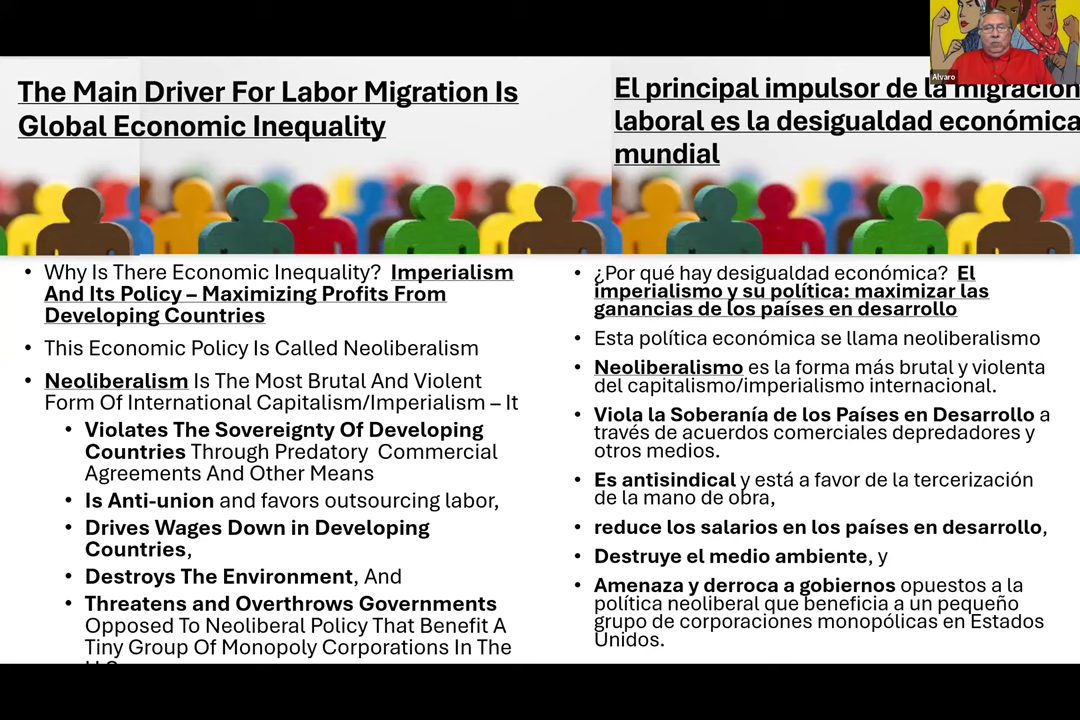 Alvaro
The Main Driver For Labor Migration Is
Global Economic Inequality
• Why Is There Economic Inequality? Imperialism
And Its Policy – Maximizing Profits From
Developing Countries
• This Economic Policy Is Called Neoliberalism
• Neoliberalism Is The Most Brutal And Violent
Form Of International Capitalism/Imperialism – It
• Violates The Sovereignty Of Developing
Countries Through Predatory Commercial
Agreements And Other Means
• Is Anti-union and favors outsourcing labor,
• Drives Wages Down in Developing
Countries,
• Destroys The Environment, And
• Threatens and Overthrows Governments
Opposed To Neoliberal Policy That Benefit A
Tiny Group Of Monopoly Corporations In The
El principal impulsor de la migración
laboral es la desigualdad económica
mundial
• ¿Por qué hay desigualdad económica? El
imperialismo y su política: maximizar las
ganancias de los países en desarrollo
• Esta política económica se llama neoliberalismo
• Neoliberalismo es la forma más brutal y violenta
del capitalismo/imperialismo internacional.
• Viola la Soberanía de los Países en Desarrollo a
través de acuerdos comerciales depredadores y
otros medios.
• Es antisindical y está a favor de la tercerización
de la mano de obra,
• reduce los salarios en los países en desarrollo,
• Destruye el medio ambiente, y
• Amenaza y derroca a gobiernos opuestos a la
política neoliberal que beneficia a un pequeño
grupo de corporaciones monopólicas en Estados
Unidos.